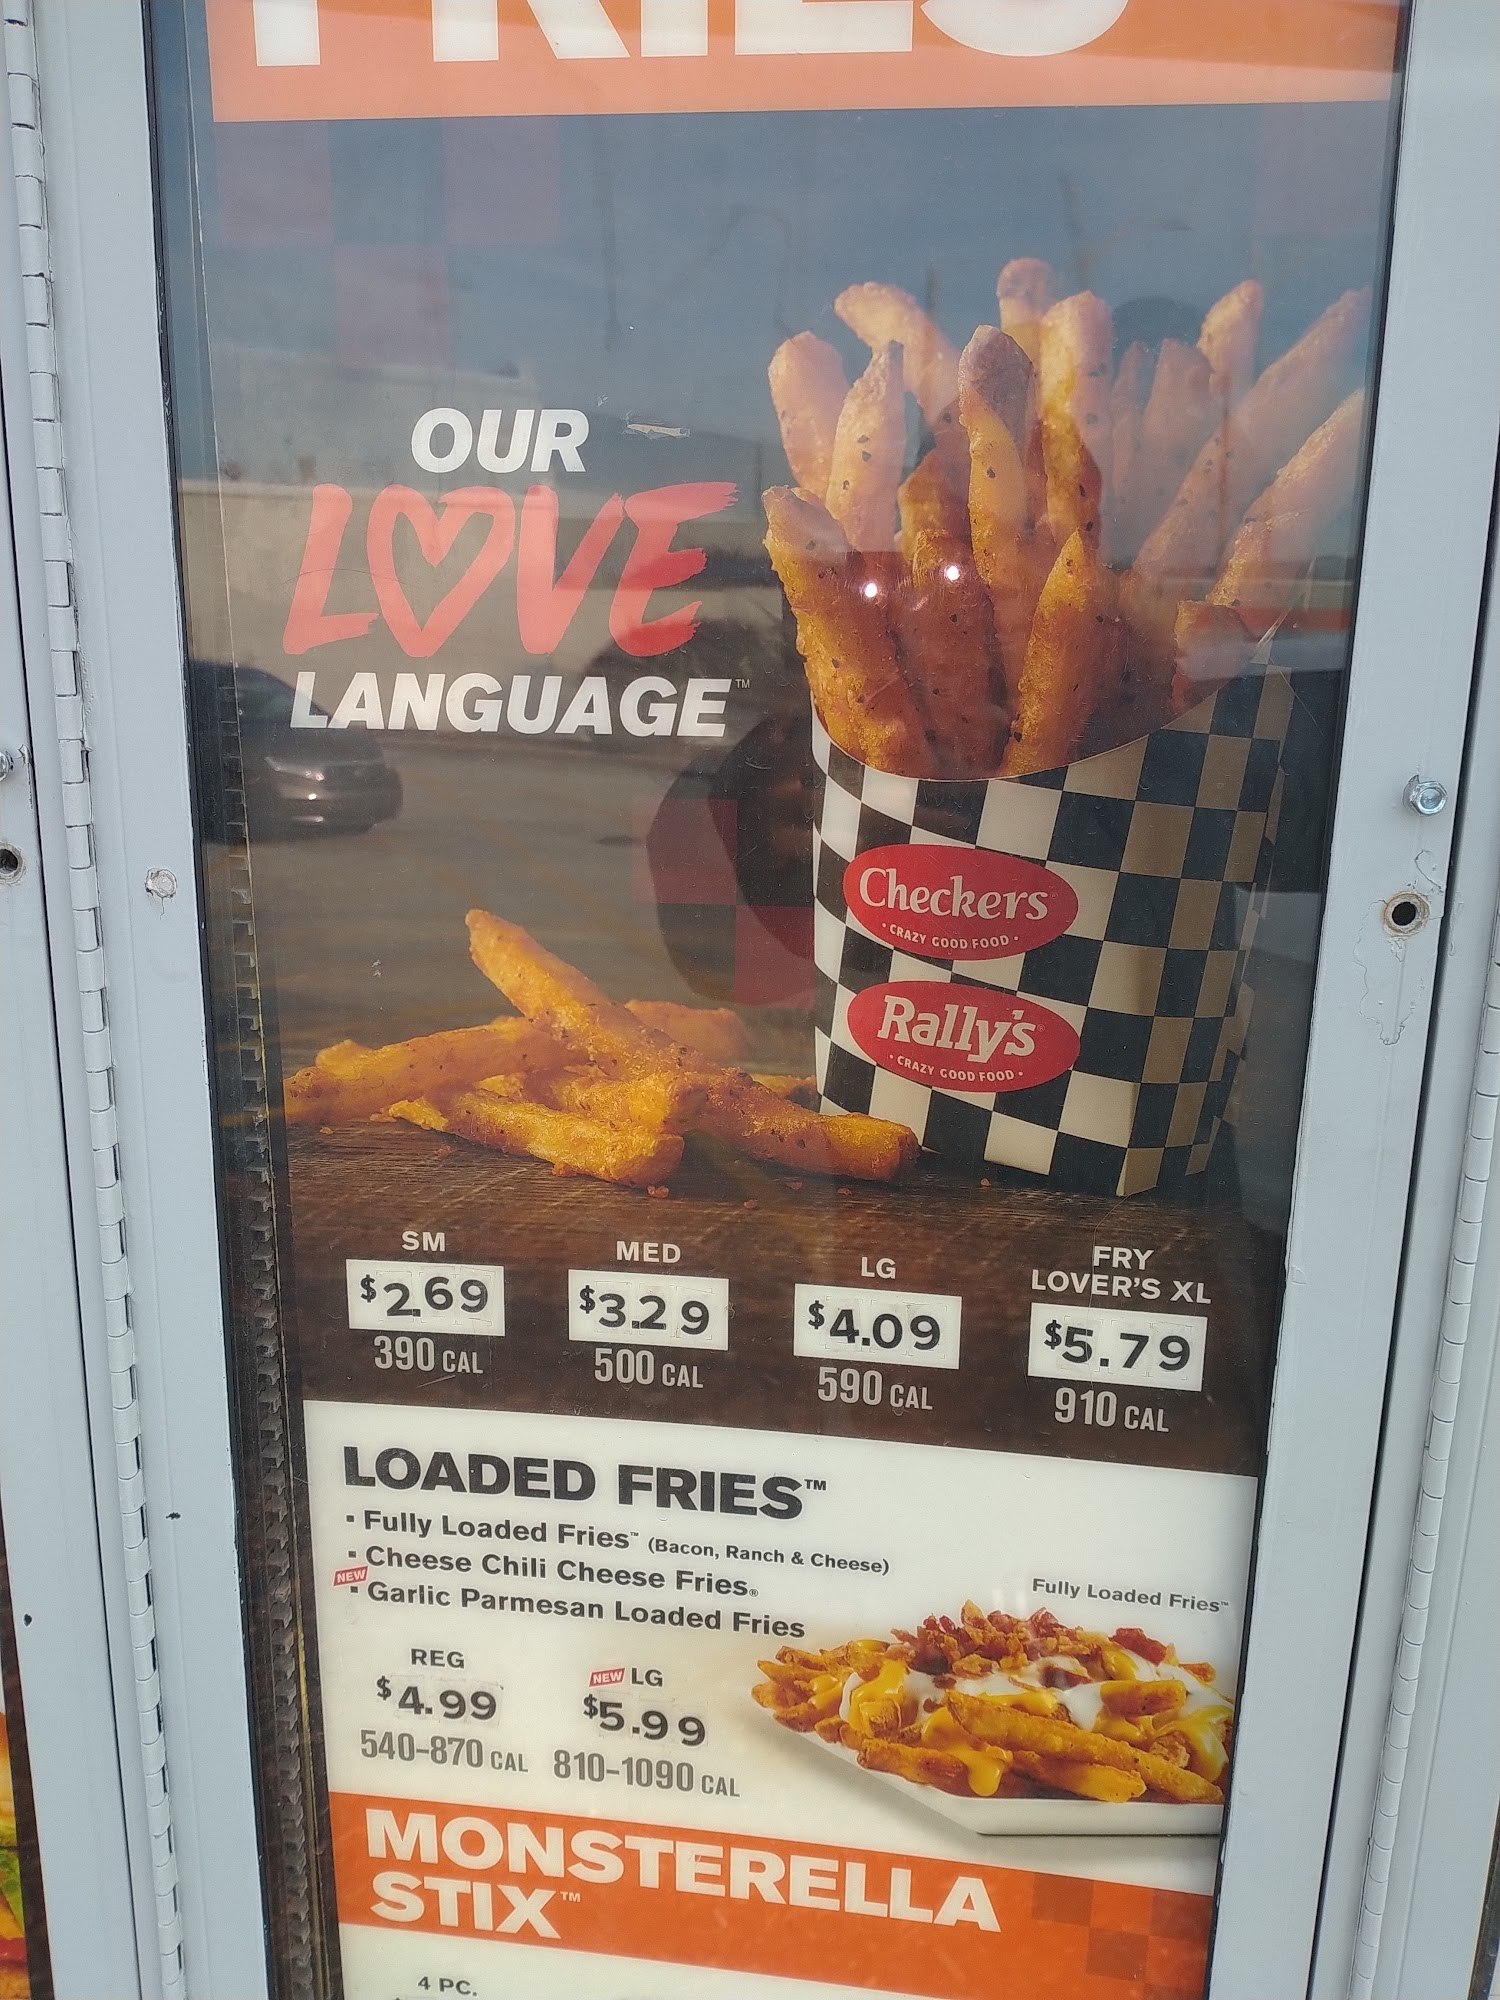 FRIES
OUR
LOVE
LANGUAGE™
Checkers
• CRAZY GOOD FOOD •
Rally's®
• CRAZY GOOD FOOD •
SM
$2.69
390 CAL
MED
$3.29
500 CAL
LG
$4.09
590 CAL
FRY
LOVER'S XL
$5.79
910 CAL
LOADED FRIES™
▪ Fully Loaded Fries™ (Bacon, Ranch & Cheese)
▪ Cheese Chili Cheese Fries®
NEW
▪ Garlic Parmesan Loaded Fries
Fully Loaded Fries™
REG
$4.99
540-870 CAL
NEW LG
$5.99
810-1090 CAL
MONSTERELLA
STIX™
4 PC.